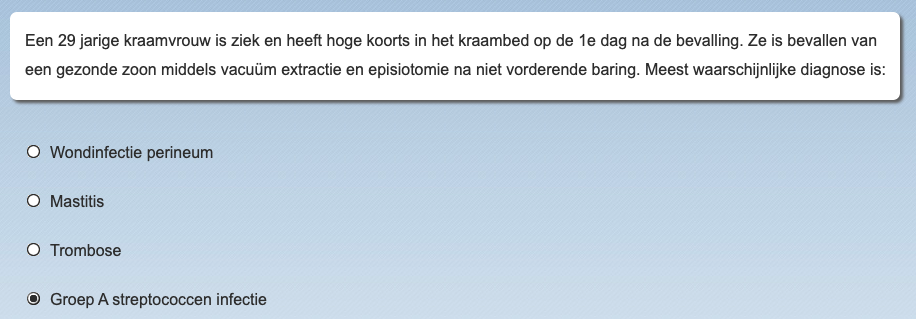 Een 29 jarige kraamvrouw is ziek en heeft hoge koorts in het kraambed op de 1e dag na de bevalling. Ze is bevallen van
een gezonde zoon middels vacuüm extractie en episiotomie na niet vorderende baring. Meest waarschijnlijke diagnose is:
Wondinfectie perineum
Mastitis
Trombose
Groep A streptococcen infectie